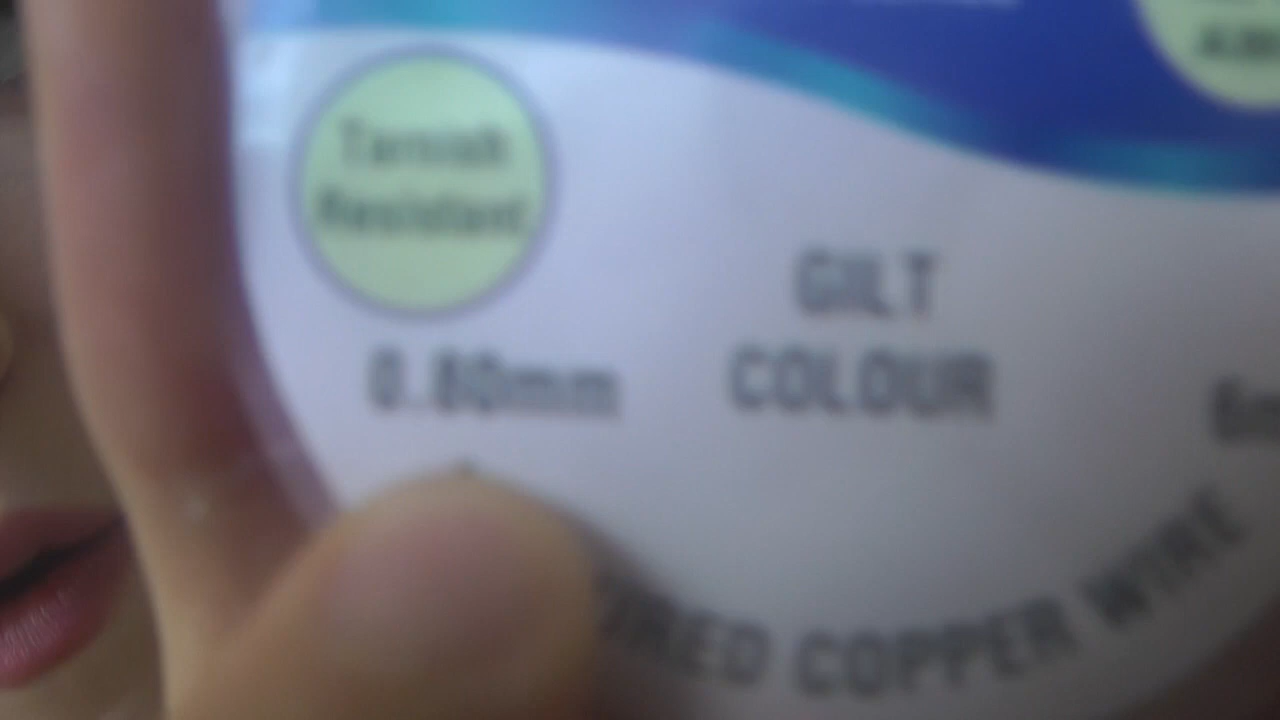 Tarnish
Resistant
GILT
COLOUR
0.80mm
COPPER WIRE